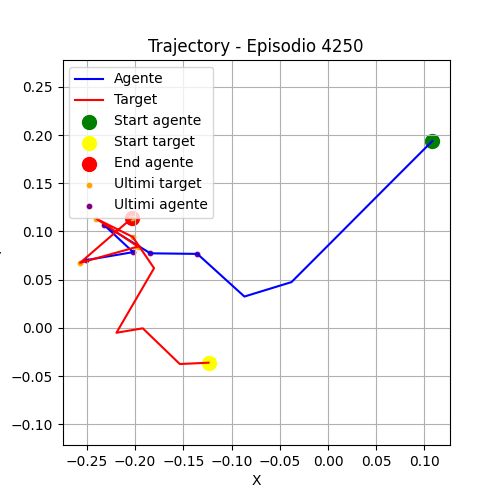 Trajectory - Episodio 4250
Agente
Target
Start agente
Start target
End agente
Ultimi target
Ultimi agente
0.25
0.20
0.15
0.10
0.05
0.00
−0.05
−0.10
−0.25 −0.20 −0.15 −0.10 −0.05 0.00 0.05 0.10
X